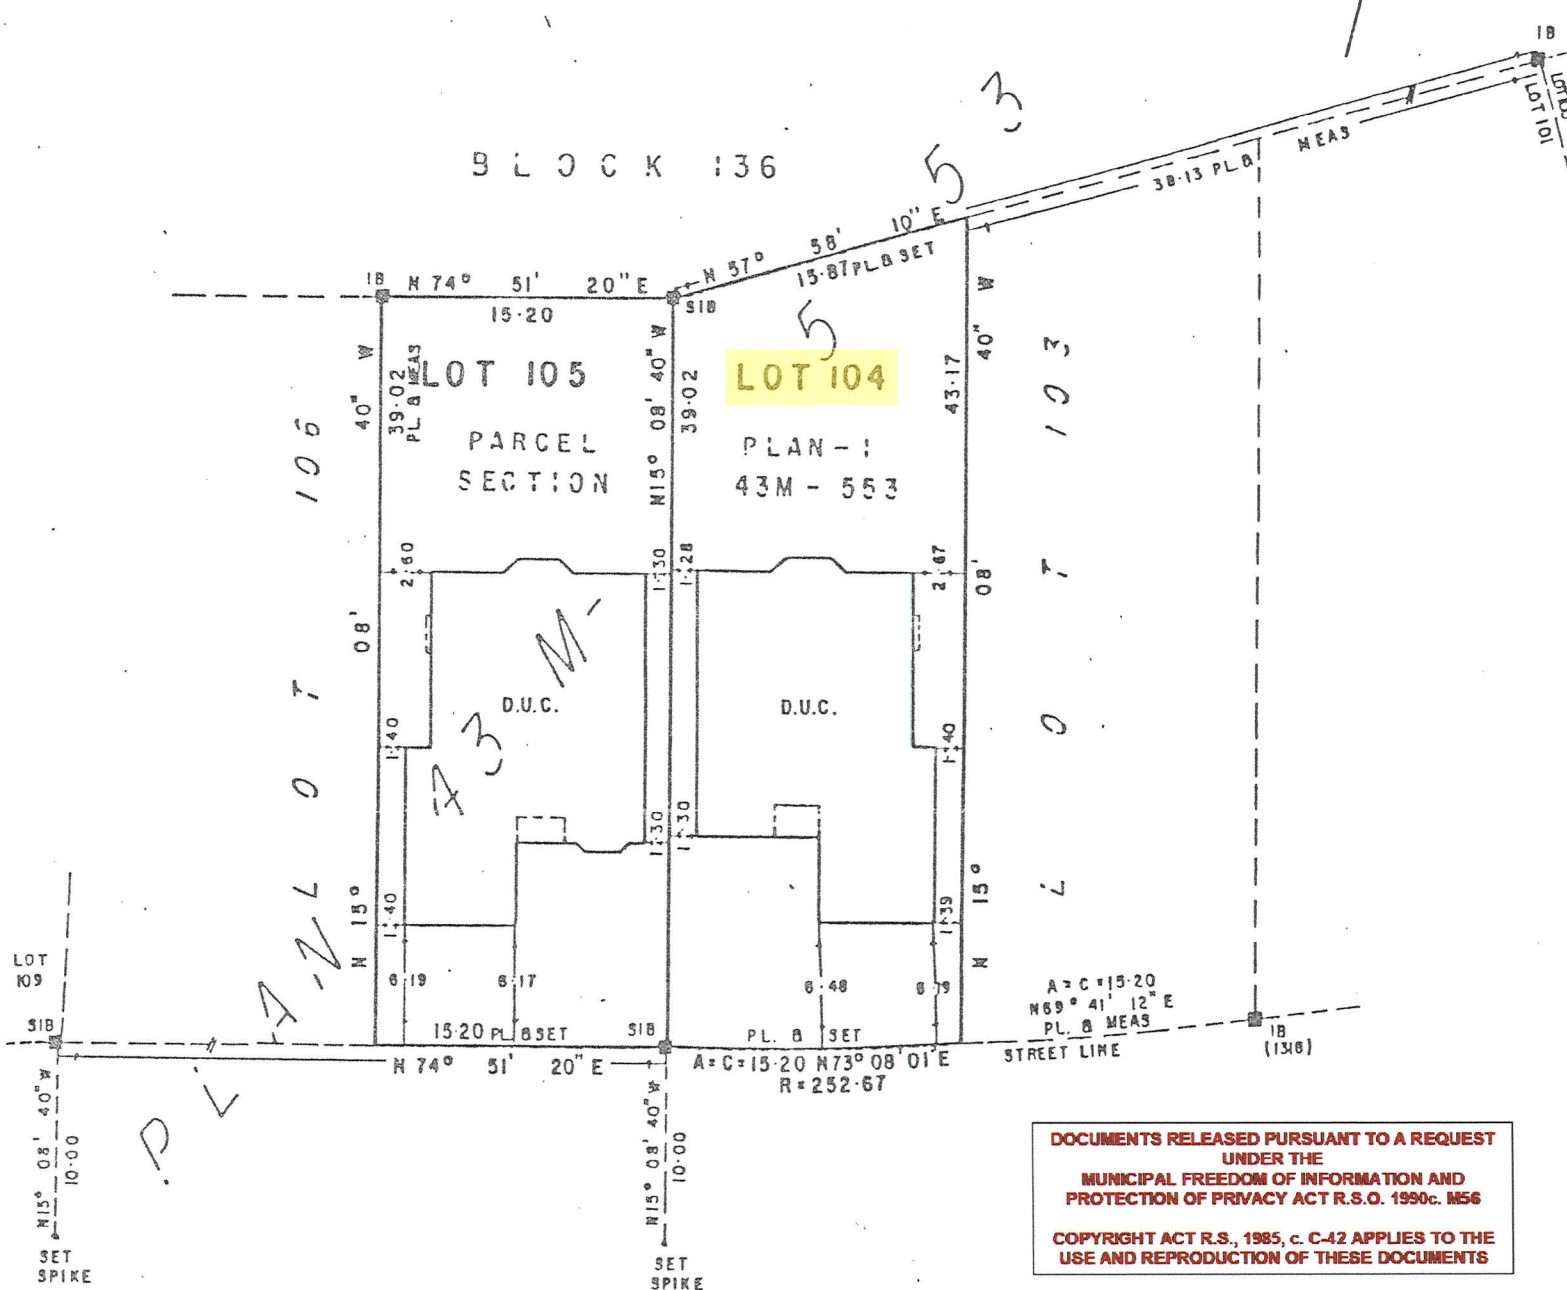 IB
LOT 101
BLOCK 136
38·13 PL. &
MEAS
N 57° 58' 10" E
15·87 PL & SET
IB
N 74° 51' 20" E
15·20
SIB
LOT 105
LOT 104
PARCEL
SECTION
PLAN-1
43M - 553
39·02
PL. & MEAS
N 15° 08' 40" W
N15° 08' 40" W
39·02
43·17
N 15° 08' 40" W
LOT 106
LOT 103
PLAN 43M-553
2·60
1·30
1·28
2·67
D.U.C.
D.U.C.
1·40
1·40
1·30
1·30
1·40
1·39
6·19
6·17
6·48
6·19
LOT
109
SIB
15·20 PL & SET
SIB
PL. & SET
N 74° 51' 20" E
A=C=15·20 N73° 08' 01" E
R=252·67
A=C=15·20
N69° 41' 12" E
PL. & MEAS
STREET LINE
IB
(1316)
N15° 08' 40" W
10·00
SET
SPIKE
N15° 08' 40" W
10·00
SET
SPIKE
DOCUMENTS RELEASED PURSUANT TO A REQUEST
UNDER THE
MUNICIPAL FREEDOM OF INFORMATION AND
PROTECTION OF PRIVACY ACT R.S.O. 1990c. M56
COPYRIGHT ACT R.S., 1985, c. C-42 APPLIES TO THE
USE AND REPRODUCTION OF THESE DOCUMENTS